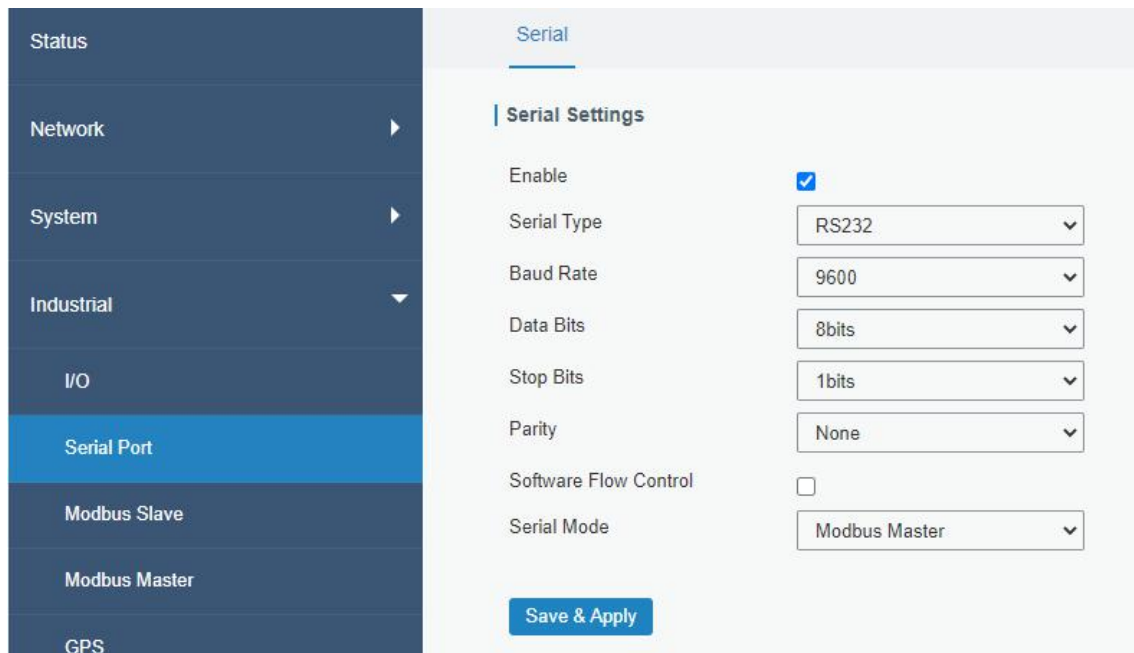 Status
Network
System
Industrial
I/O
Serial Port
Modbus Slave
Modbus Master
GPS
Serial
Serial Settings
Enable
Serial Type RS232
Baud Rate 9600
Data Bits 8bits
Stop Bits 1bits
Parity None
Software Flow Control
Serial Mode Modbus Master
Save & Apply